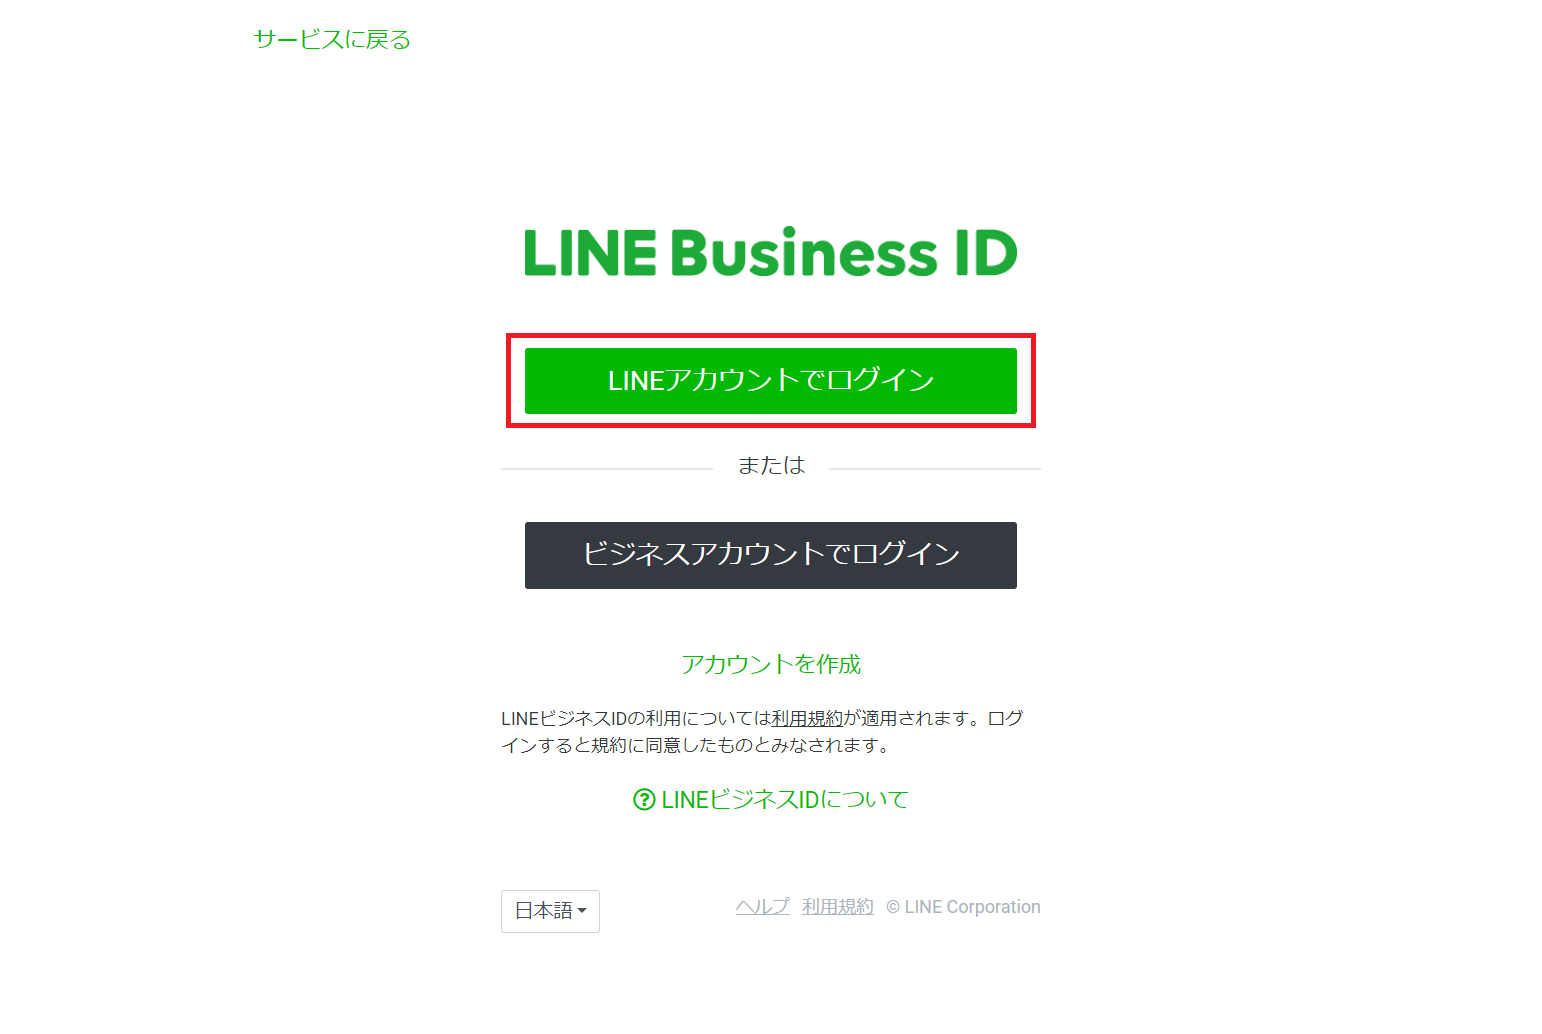 サービスに戻る
LINE Business ID
LINEアカウントでログイン
または
ビジネスアカウントでログイン
アカウントを作成
LINEビジネスIDの利用については利用規約が適用されます。ログ
インすると規約に同意したものとみなされます。
LINEビジネスIDについて
日本語
ヘルプ 利用規約 © LINE Corporation